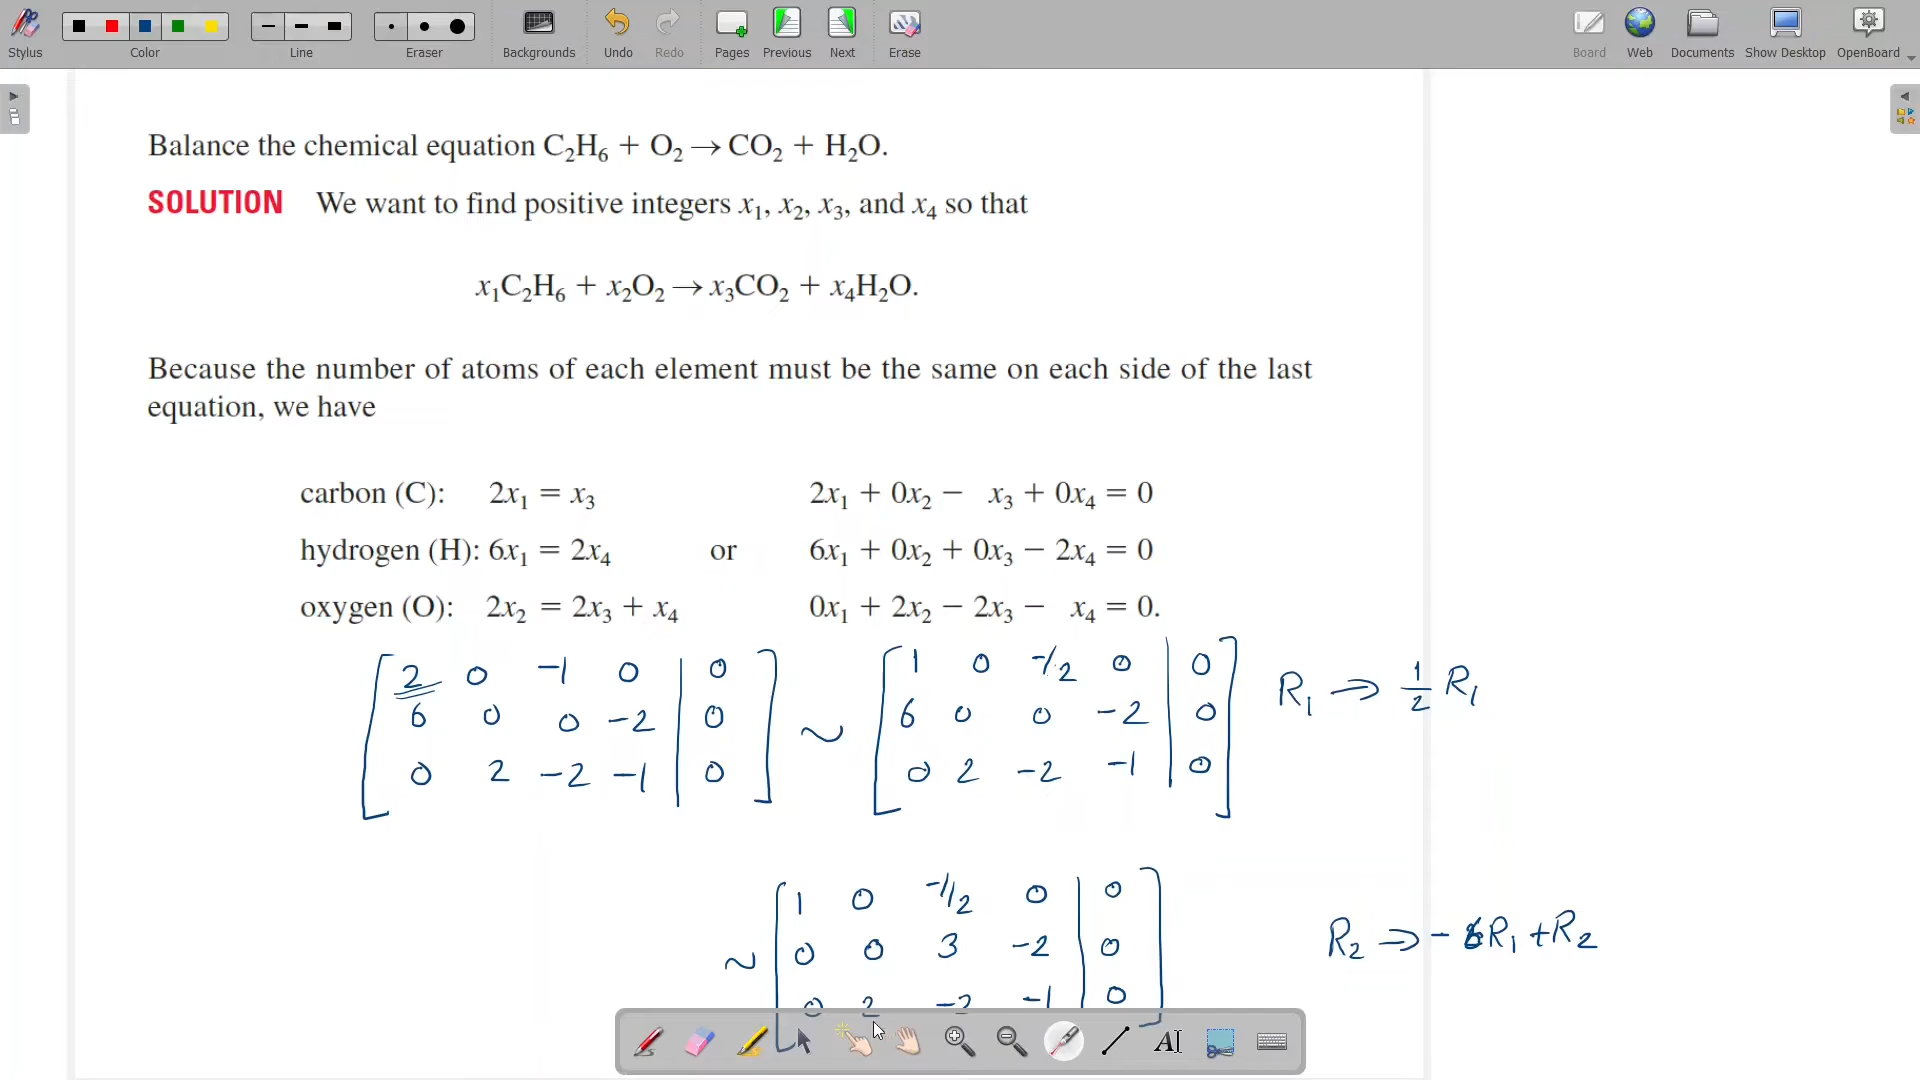 Stylus Color Line Eraser Backgrounds Undo Redo Pages Previous Next Erase Board Web Documents Show Desktop OpenBoard
Balance the chemical equation C₂H₆ + O₂ → CO₂ + H₂O.
SOLUTION We want to find positive integers x₁, x₂, x₃, and x₄ so that
x₁C₂H₆ + x₂O₂ → x₃CO₂ + x₄H₂O.
Because the number of atoms of each element must be the same on each side of the last
equation, we have
carbon (C): 2x₁ = x₃ 2x₁ + 0x₂ − x₃ + 0x₄ = 0
hydrogen (H): 6x₁ = 2x₄ or 6x₁ + 0x₂ + 0x₃ − 2x₄ = 0
oxygen (O): 2x₂ = 2x₃ + x₄ 0x₁ + 2x₂ − 2x₃ − x₄ = 0.
2 0 -1 0 | 0 1 0 -1/2 0 | 0 R₁ → 1/2 R₁
6 0 0 -2 | 0 ~ 6 0 0 -2 | 0
0 2 -2 -1 | 0 0 2 -2 -1 | 0
1 0 -1/2 0 | 0
~ 0 0 3 -2 | 0 R₂ → -6R₁ + R₂
0 2 -2 -1 | 0